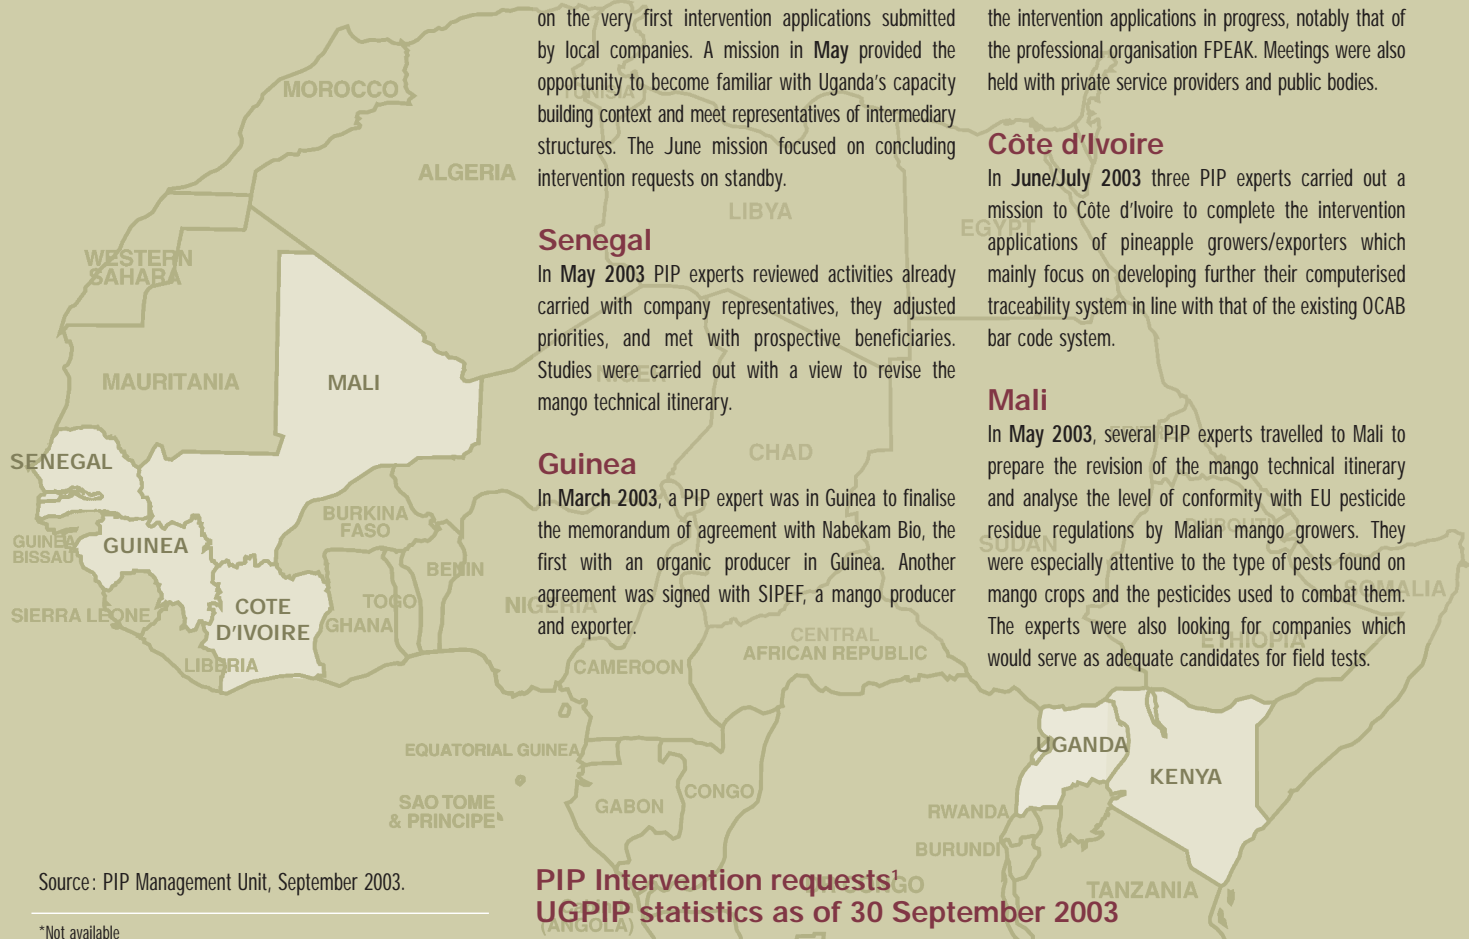 on the very first intervention applications submitted
by local companies. A mission in May provided the
opportunity to become familiar with Uganda's capacity
building context and meet representatives of intermediary
structures. The June mission focused on concluding
intervention requests on standby.
Senegal
In May 2003 PIP experts reviewed activities already
carried with company representatives, they adjusted
priorities, and met with prospective beneficiaries.
Studies were carried out with a view to revise the
mango technical itinerary.
Guinea
In March 2003, a PIP expert was in Guinea to finalise
the memorandum of agreement with Nabekam Bio, the
first with an organic producer in Guinea. Another
agreement was signed with SIPEF, a mango producer
and exporter.
the intervention applications in progress, notably that of
the professional organisation FPEAK. Meetings were also
held with private service providers and public bodies.
Côte d'Ivoire
In June/July 2003 three PIP experts carried out a
mission to Côte d'Ivoire to complete the intervention
applications of pineapple growers/exporters which
mainly focus on developing further their computerised
traceability system in line with that of the existing OCAB
bar code system.
Mali
In May 2003, several PIP experts travelled to Mali to
prepare the revision of the mango technical itinerary
and analyse the level of conformity with EU pesticide
residue regulations by Malian mango growers. They
were especially attentive to the type of pests found on
mango crops and the pesticides used to combat them.
The experts were also looking for companies which
would serve as adequate candidates for field tests.
MOROCCO
TUNISIA
ALGERIA
LIBYA
EGYPT
WESTERN
SAHARA
MAURITANIA
MALI
NIGER
CHAD
SUDAN
ERITREA
DJIBOUTI
SOMALIA
ETHIOPIA
SENEGAL
GUINEA
BISSAU
GUINEA
SIERRA LEONE
LIBERIA
COTE
D'IVOIRE
BURKINA
FASO
GHANA
TOGO
BENIN
NIGERIA
CAMEROON
CENTRAL
AFRICAN REPUBLIC
EQUATORIAL GUINEA
SAO TOME
& PRINCIPE
GABON
CONGO
UGANDA
KENYA
RWANDA
BURUNDI
TANZANIA
CONGO
(ANGOLA)
Source: PIP Management Unit, September 2003.
*Not available
PIP Intervention requests¹
UGPIP statistics as of 30 September 2003